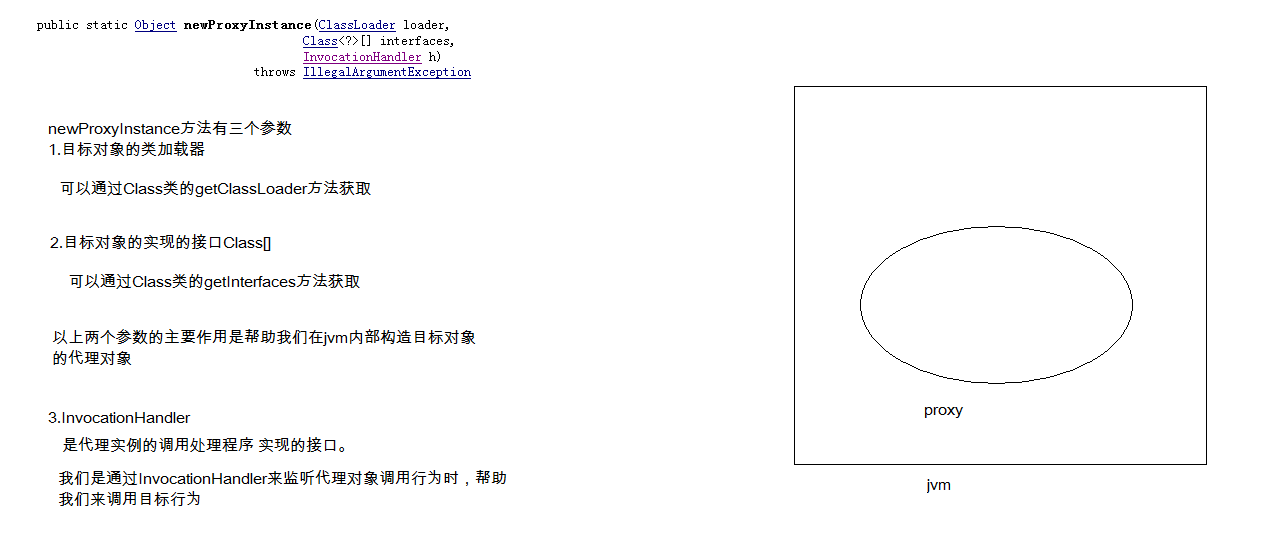 public static Object newProxyInstance(ClassLoader loader,
Class<?>[] interfaces,
InvocationHandler h)
throws IllegalArgumentException
newProxyInstance方法有三个参数
1.目标对象的类加载器
可以通过Class类的getClassLoader方法获取
2.目标对象的实现的接口Class[]
可以通过Class类的getInterfaces方法获取
以上两个参数的主要作用是帮助我们在jvm内部构造目标对象
的代理对象
3.InvocationHandler
是代理实例的调用处理程序 实现的接口。
我们是通过InvocationHandler来监听代理对象调用行为时，帮助
我们来调用目标行为
proxy
jvm